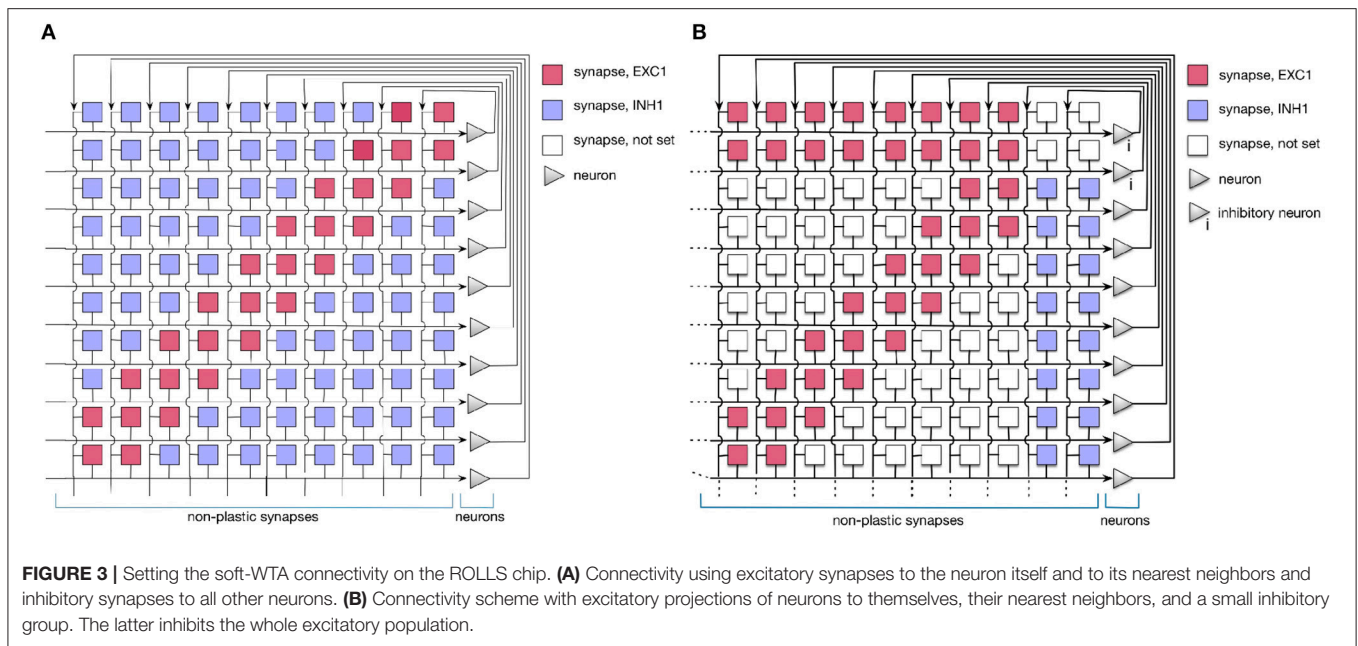 A
synapse, EXC1
synapse, INH1
synapse, not set
neuron
non-plastic synapses
neurons
B
synapse, EXC1
synapse, INH1
synapse, not set
neuron
i
inhibitory neuron
i
i
non-plastic synapses
neurons
FIGURE 3 | Setting the soft-WTA connectivity on the ROLLS chip. (A) Connectivity using excitatory synapses to the neuron itself and to its nearest neighbors and
inhibitory synapses to all other neurons. (B) Connectivity scheme with excitatory projections of neurons to themselves, their nearest neighbors, and a small inhibitory
group. The latter inhibits the whole excitatory population.